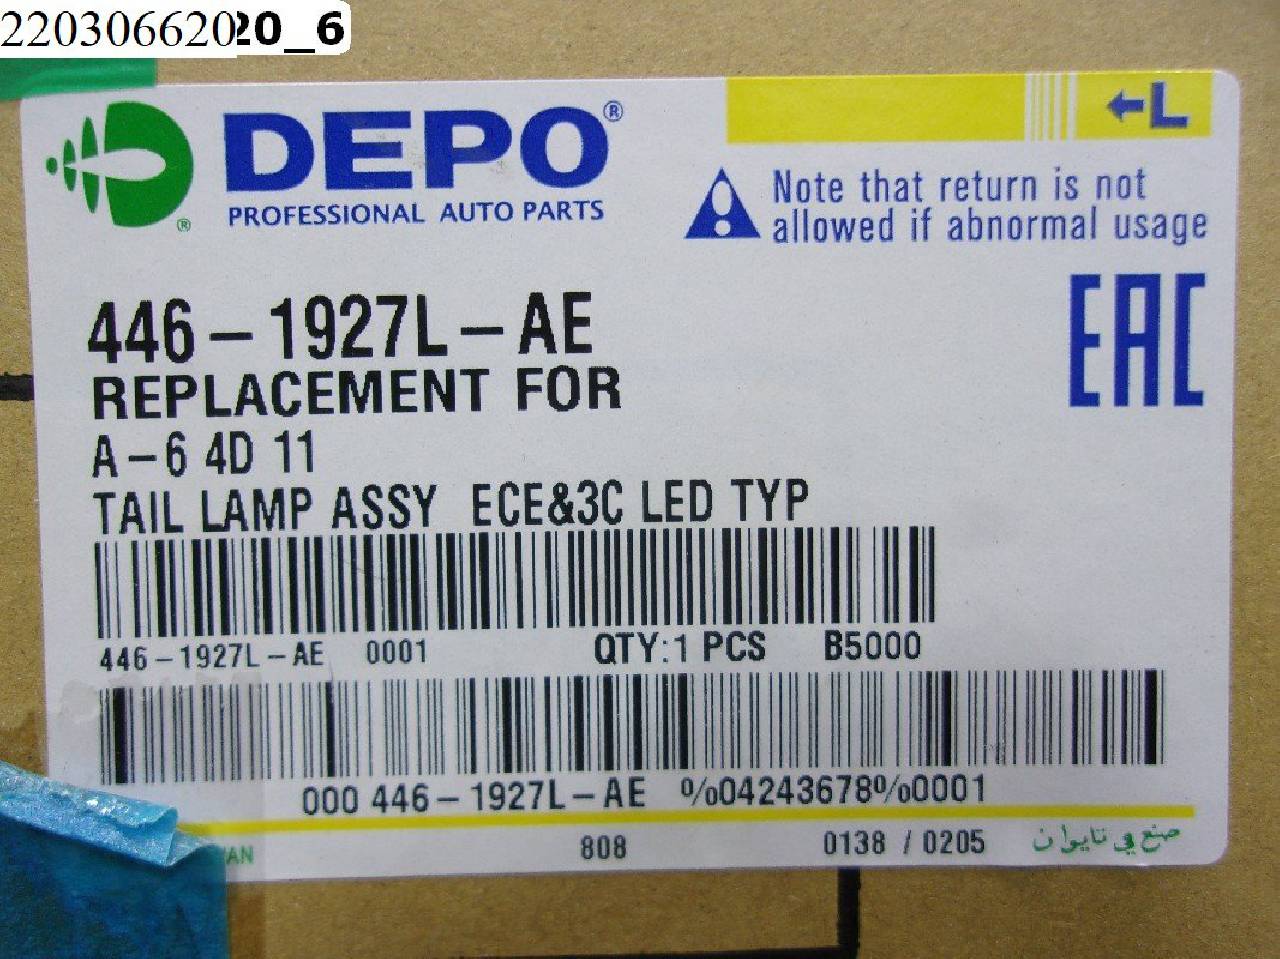 22030662020_6
DEPO®
PROFESSIONAL AUTO PARTS
®
←L
Note that return is not
allowed if abnormal usage
EAC
446-1927L-AE
REPLACEMENT FOR
A-6 4D 11
TAIL LAMP ASSY ECE&3C LED TYP
446-1927L-AE 0001 QTY:1 PCS B5000
000 446-1927L-AE %04243678%0001
808 0138 / 0205 صنع في تايوان